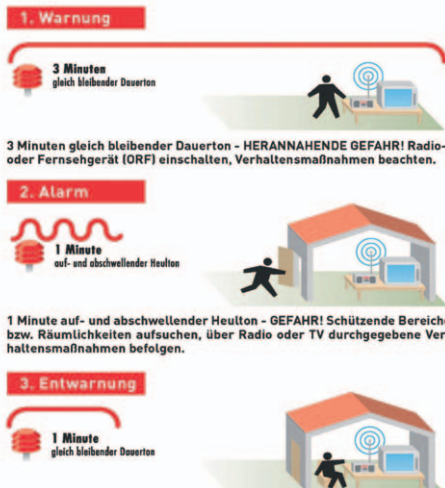 1. Warnung
3 Minuten
gleich bleibender Dauerton
3 Minuten gleich bleibender Dauerton - HERANNAHENDE GEFAHR! Radio-
oder Fernsehgerät (ORF) einschalten, Verhaltensmaßnahmen beachten.
2. Alarm
1 Minute
auf- und abschwellender Heulton
1 Minute auf- und abschwellender Heulton - GEFAHR! Schützende Bereiche
bzw. Räumlichkeiten aufsuchen, über Radio oder TV durchgegebene Ver-
haltensmaßnahmen befolgen.
3. Entwarnung
1 Minute
gleich bleibender Dauerton